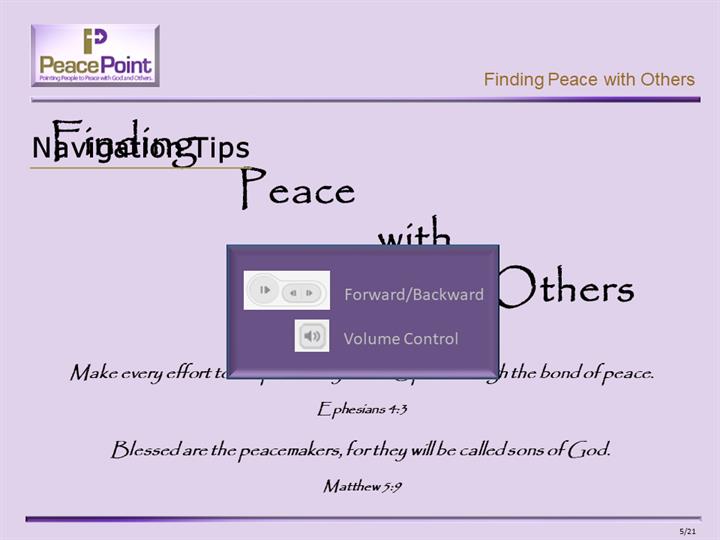 PeacePoint
Pointing People to Peace with God and Others.
Finding Peace with Others
Finding
Navigation Tips
Peace
with
Others
Forward/Backward
Volume Control
Make every effort to the bond of peace.
Ephesians 4:3
Blessed are the peacemakers, for they will be called sons of God.
Matthew 5:9
5/21